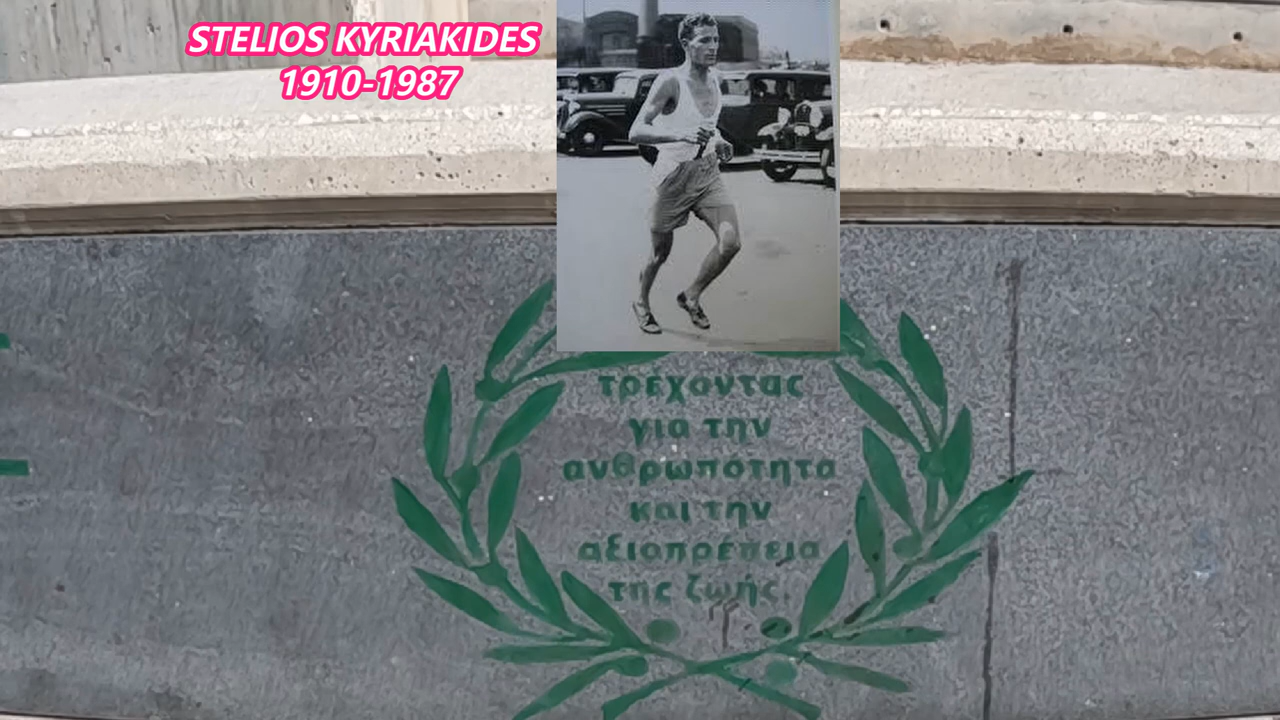 STELIOS KYRIAKIDES
1910-1987
τρέχοντας
για την
ανθρωπότητα
και την
αξιοπρέπεια
της ζωής.